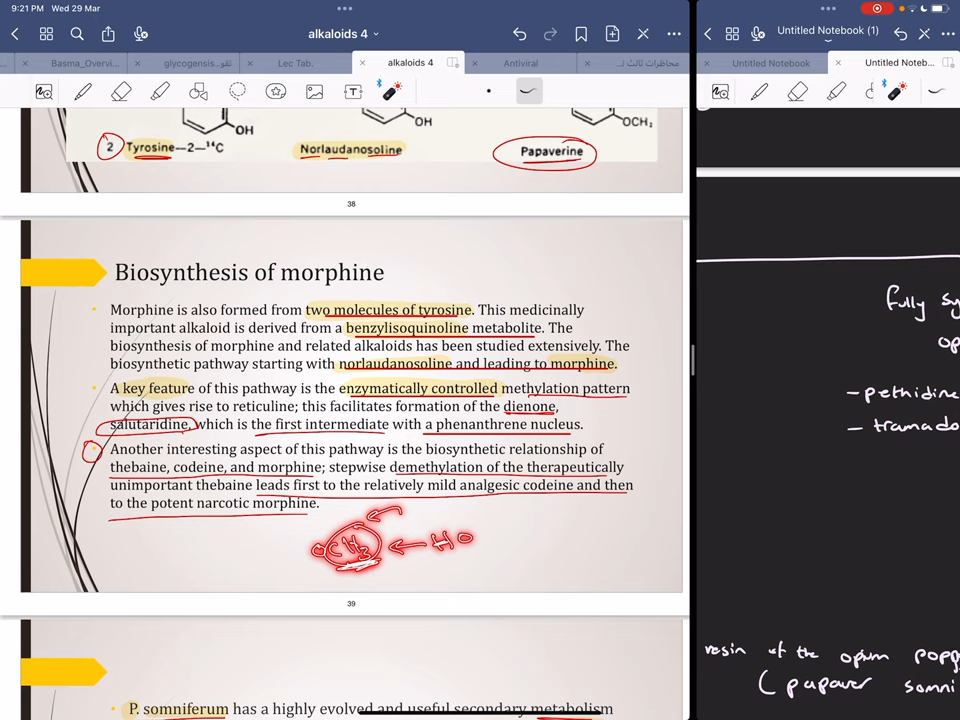 9:21 PM Wed 29 Mar
alkaloids 4
Untitled Notebook (1)
Basma_Overvi...
glycogensis..تقو
Lec Tab.
alkaloids 4
Antiviral
محاظرات ثالث ز...
Untitled Notebook
Untitled Noteb...
OH
OH
OCH₃
2 Tyrosine—2—¹⁴C
Norlaudanosoline
Papaverine
38
Biosynthesis of morphine
• Morphine is also formed from two molecules of tyrosine. This medicinally
important alkaloid is derived from a benzylisoquinoline metabolite. The
biosynthesis of morphine and related alkaloids has been studied extensively. The
biosynthetic pathway starting with norlaudanosoline and leading to morphine.
• A key feature of this pathway is the enzymatically controlled methylation pattern
which gives rise to reticuline; this facilitates formation of the dienone,
salutaridine, which is the first intermediate with a phenanthrene nucleus.
• Another interesting aspect of this pathway is the biosynthetic relationship of
thebaine, codeine, and morphine; stepwise demethylation of the therapeutically
unimportant thebaine leads first to the relatively mild analgesic codeine and then
to the potent narcotic morphine.
OCH3 ← HO
39
• P. somniferum has a highly evolved and useful secondary metabolism
fully sy
op
- pethidine
- tramado
resin of the opium popp
( papaver somni